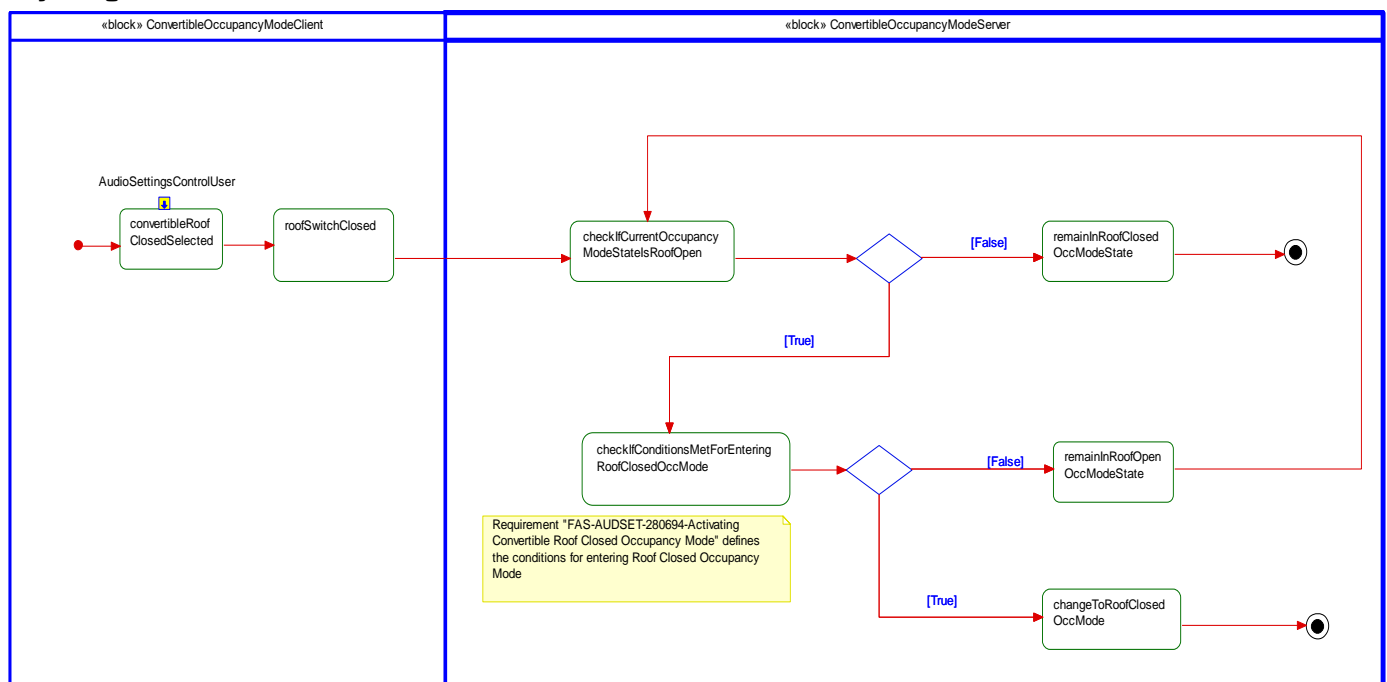 «block» ConvertibleOccupancyModeClient
«block» ConvertibleOccupancyModeServer
AudioSettingsControlUser
convertibleRoof
ClosedSelected
roofSwitchClosed
checkIfCurrentOccupancy
ModeStateIsRoofOpen
[False]
remainInRoofClosed
OccModeState
[True]
checkIfConditionsMetForEntering
RoofClosedOccMode
[False]
remainInRoofOpen
OccModeState
Requirement "FAS-AUDSET-280694-Activating
Convertible Roof Closed Occupancy Mode" defines
the conditions for entering Roof Closed Occupancy
Mode
[True]
changeToRoofClosed
OccMode